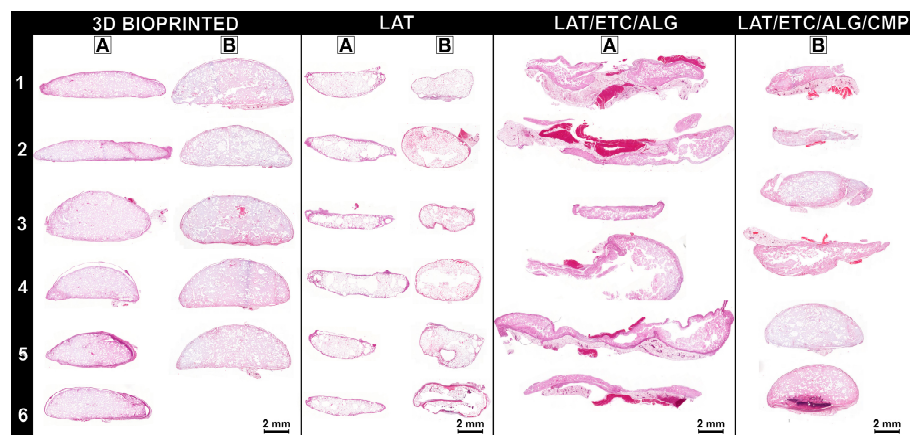 3D BIOPRINTED LAT LAT/ETC/ALG LAT/ETC/ALG/CMP
A B A B A B
1
2
3
4
5
6
2 mm 2 mm 2 mm 2 mm